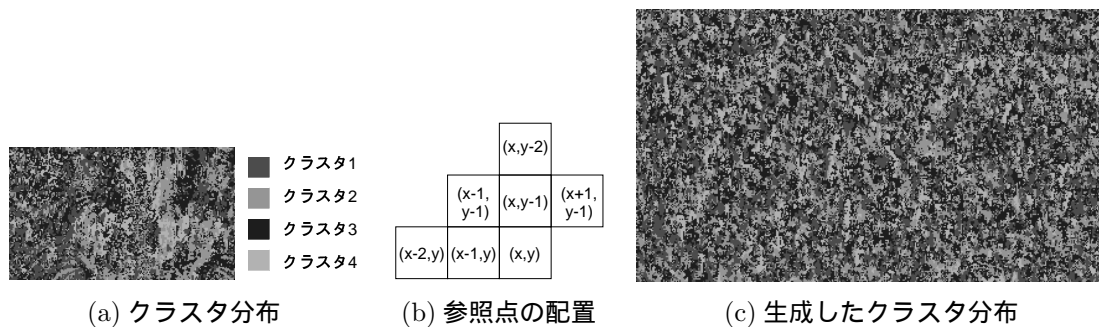 クラスタ1
クラスタ2
クラスタ3
クラスタ4
(x,y-2)
(x-1,
y-1)
(x,y-1)
(x+1,
y-1)
(x-2,y)
(x-1,y)
(x,y)
(a) クラスタ分布
(b) 参照点の配置
(c) 生成したクラスタ分布